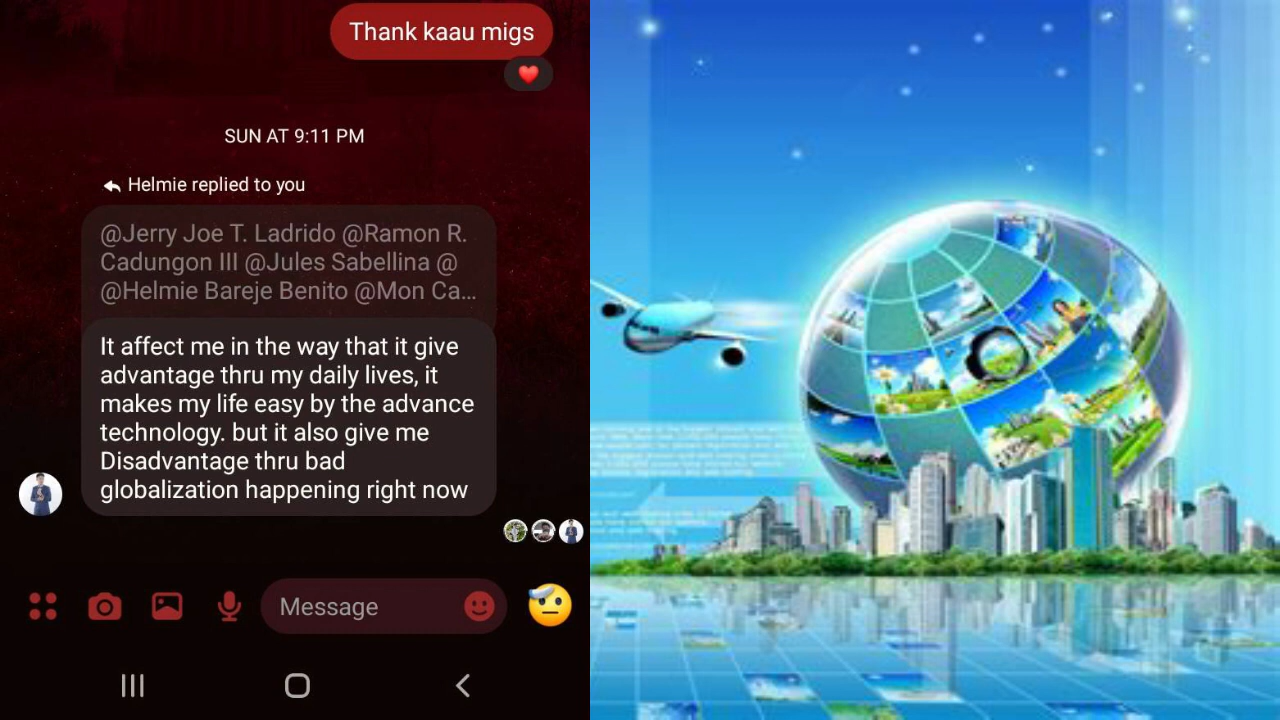 Thank kaau migs
SUN AT 9:11 PM
Helmie replied to you
@Jerry Joe T. Ladrido @Ramon R.
Cadungon III @Jules Sabellina @
@Helmie Bareje Benito @Mon Ca...
It affect me in the way that it give
advantage thru my daily lives, it
makes my life easy by the advance
technology. but it also give me
Disadvantage thru bad
globalization happening right now
Message